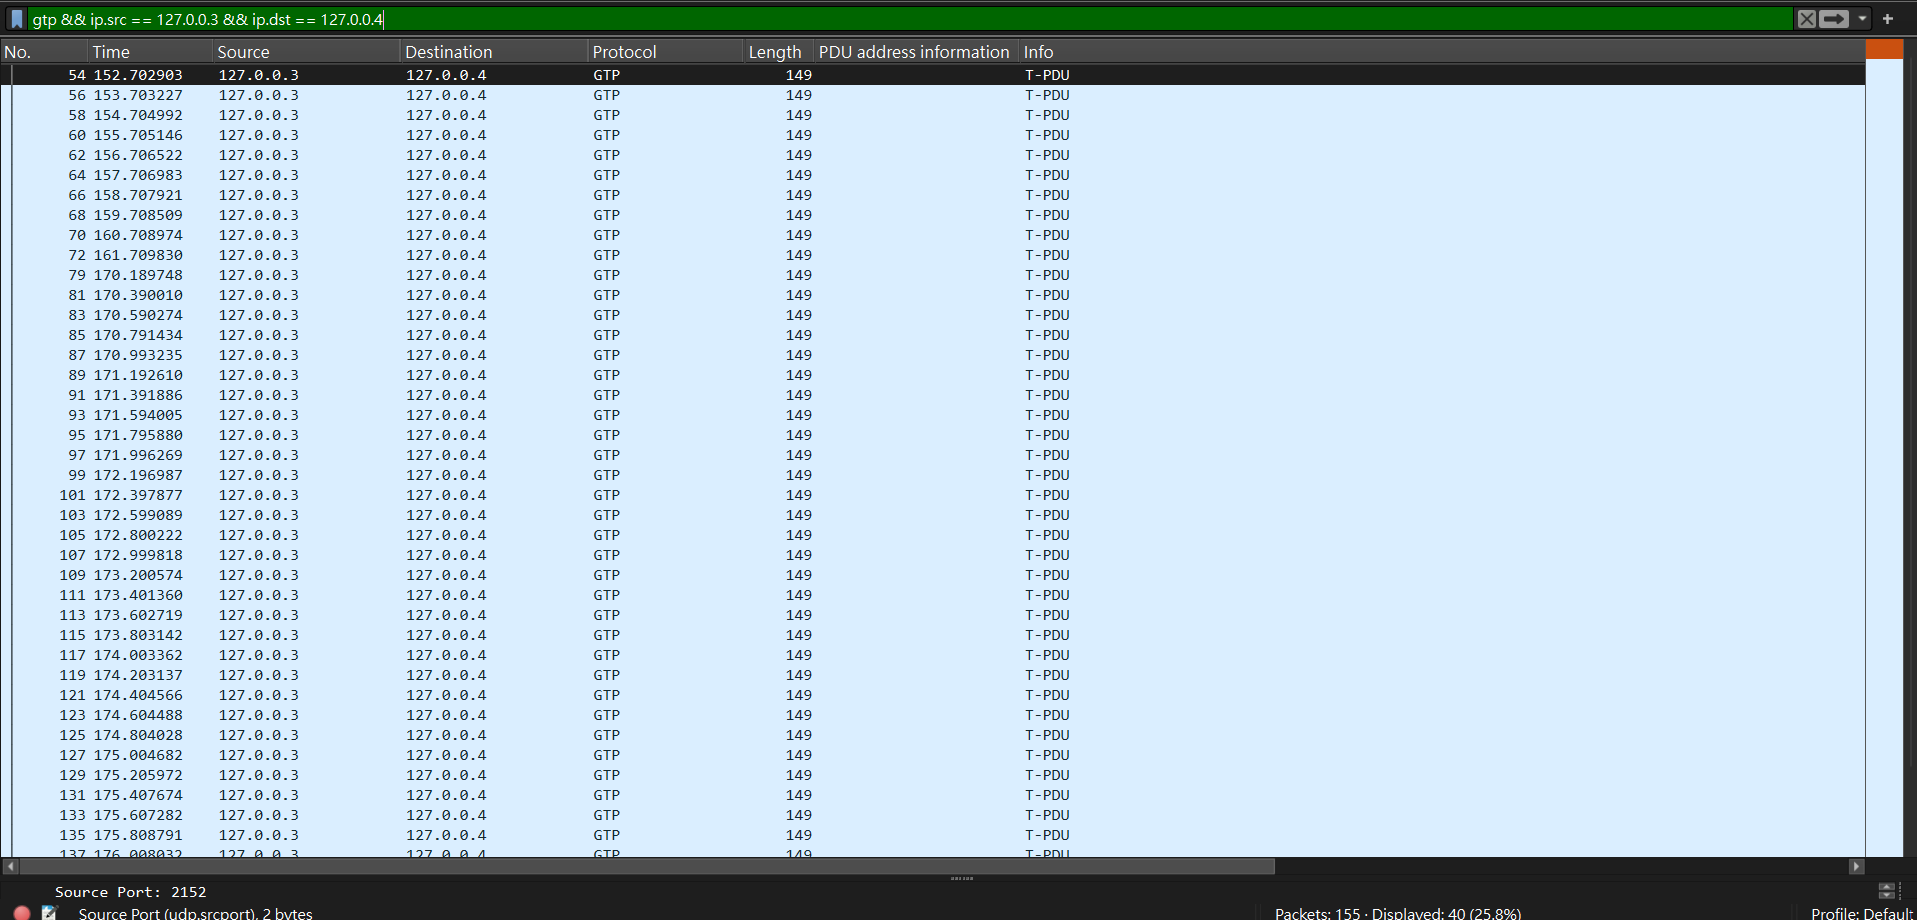 gtp && ip.src == 127.0.0.3 && ip.dst == 127.0.0.4
No. Time Source Destination Protocol Length PDU address information Info
54 152.702903 127.0.0.3 127.0.0.4 GTP 149 T-PDU
56 153.703227 127.0.0.3 127.0.0.4 GTP 149 T-PDU
58 154.704992 127.0.0.3 127.0.0.4 GTP 149 T-PDU
60 155.705146 127.0.0.3 127.0.0.4 GTP 149 T-PDU
62 156.706522 127.0.0.3 127.0.0.4 GTP 149 T-PDU
64 157.706983 127.0.0.3 127.0.0.4 GTP 149 T-PDU
66 158.707921 127.0.0.3 127.0.0.4 GTP 149 T-PDU
68 159.708509 127.0.0.3 127.0.0.4 GTP 149 T-PDU
70 160.708974 127.0.0.3 127.0.0.4 GTP 149 T-PDU
72 161.709830 127.0.0.3 127.0.0.4 GTP 149 T-PDU
79 170.189748 127.0.0.3 127.0.0.4 GTP 149 T-PDU
81 170.390010 127.0.0.3 127.0.0.4 GTP 149 T-PDU
83 170.590274 127.0.0.3 127.0.0.4 GTP 149 T-PDU
85 170.791434 127.0.0.3 127.0.0.4 GTP 149 T-PDU
87 170.993235 127.0.0.3 127.0.0.4 GTP 149 T-PDU
89 171.192610 127.0.0.3 127.0.0.4 GTP 149 T-PDU
91 171.391886 127.0.0.3 127.0.0.4 GTP 149 T-PDU
93 171.594005 127.0.0.3 127.0.0.4 GTP 149 T-PDU
95 171.795880 127.0.0.3 127.0.0.4 GTP 149 T-PDU
97 171.996269 127.0.0.3 127.0.0.4 GTP 149 T-PDU
99 172.196987 127.0.0.3 127.0.0.4 GTP 149 T-PDU
101 172.397877 127.0.0.3 127.0.0.4 GTP 149 T-PDU
103 172.599089 127.0.0.3 127.0.0.4 GTP 149 T-PDU
105 172.800222 127.0.0.3 127.0.0.4 GTP 149 T-PDU
107 172.999818 127.0.0.3 127.0.0.4 GTP 149 T-PDU
109 173.200574 127.0.0.3 127.0.0.4 GTP 149 T-PDU
111 173.401360 127.0.0.3 127.0.0.4 GTP 149 T-PDU
113 173.602719 127.0.0.3 127.0.0.4 GTP 149 T-PDU
115 173.803142 127.0.0.3 127.0.0.4 GTP 149 T-PDU
117 174.003362 127.0.0.3 127.0.0.4 GTP 149 T-PDU
119 174.203137 127.0.0.3 127.0.0.4 GTP 149 T-PDU
121 174.404566 127.0.0.3 127.0.0.4 GTP 149 T-PDU
123 174.604488 127.0.0.3 127.0.0.4 GTP 149 T-PDU
125 174.804028 127.0.0.3 127.0.0.4 GTP 149 T-PDU
127 175.004682 127.0.0.3 127.0.0.4 GTP 149 T-PDU
129 175.205972 127.0.0.3 127.0.0.4 GTP 149 T-PDU
131 175.407674 127.0.0.3 127.0.0.4 GTP 149 T-PDU
133 175.607282 127.0.0.3 127.0.0.4 GTP 149 T-PDU
135 175.808791 127.0.0.3 127.0.0.4 GTP 149 T-PDU
137 176.008032 127.0.0.3 127.0.0.4 GTP 149 T-PDU
Source Port: 2152
Source Port (udp.srcport), 2 bytes Packets: 155 · Displayed: 40 (25.8%) Profile: Default